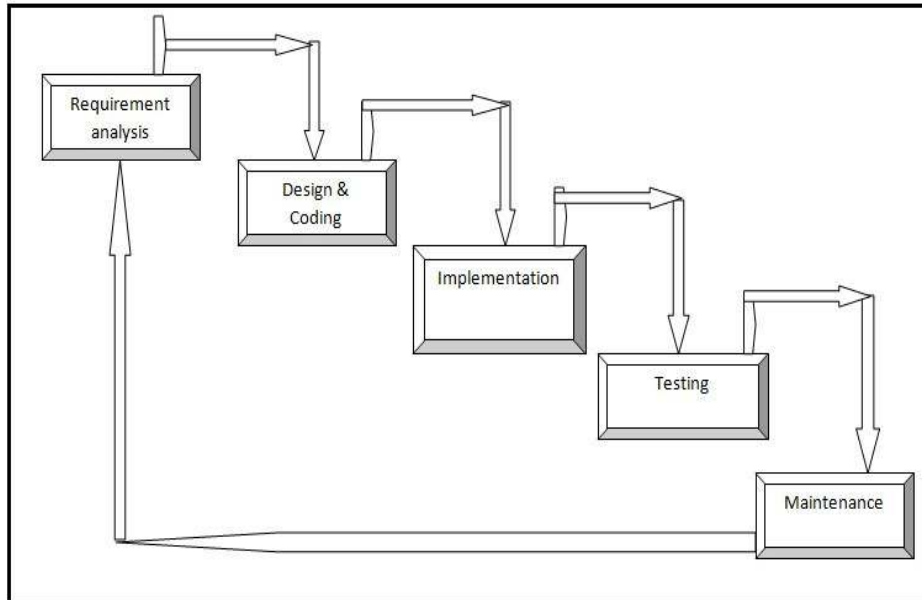 Requirement
analysis
Design &
Coding
Implementation
Testing
Maintenance